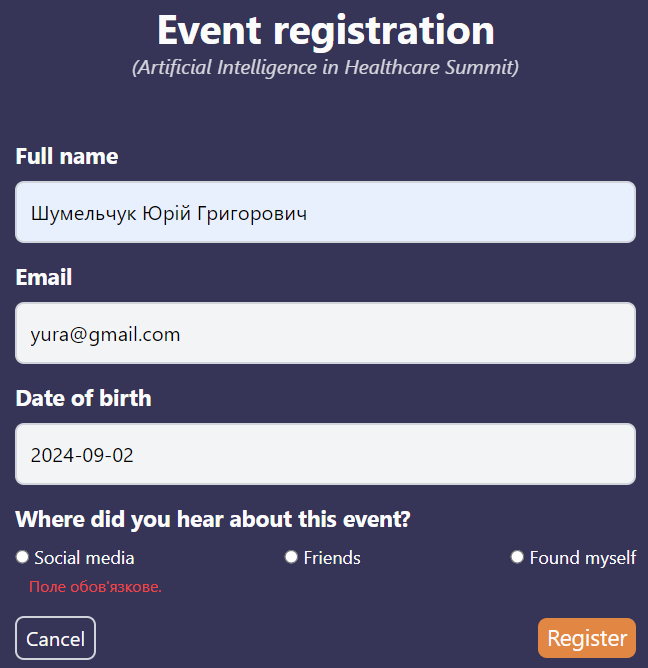 Event registration
(Artificial Intelligence in Healthcare Summit)
Full name
Шумельчук Юрій Григорович
Email
yura@gmail.com
Date of birth
2024-09-02
Where did you hear about this event?
Social media Friends Found myself
Поле обов'язкове.
Cancel Register